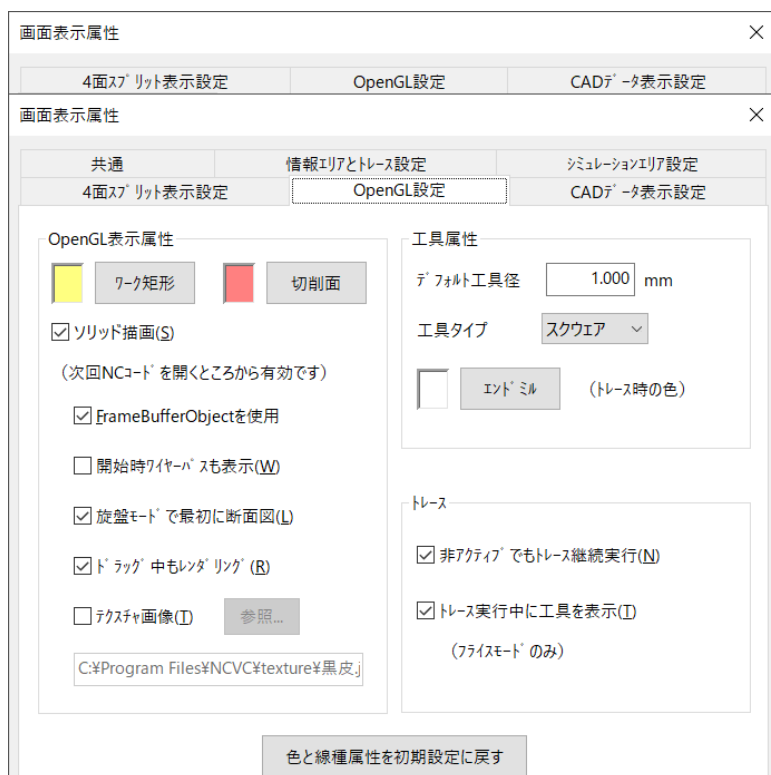 画面表示属性
4面ｽﾌﾟﾘｯﾄ表示設定 OpenGL設定 CADﾃﾞｰﾀ表示設定
画面表示属性
共通 情報ｴﾘｱとﾄﾚｰｽ設定 ｼﾐｭﾚｰｼｮﾝｴﾘｱ設定
4面ｽﾌﾟﾘｯﾄ表示設定 OpenGL設定 CADﾃﾞｰﾀ表示設定
OpenGL表示属性
ﾜｰｸ矩形 切削面
ｿﾘｯﾄﾞ描画(S)
（次回NCｺｰﾄﾞを開くところから有効です）
FrameBufferObjectを使用
開始時ﾜｲﾔｰﾊﾟｽも表示(W)
旋盤ﾓｰﾄﾞで最初に断面図(L)
ﾄﾞﾗｯｸﾞ中もﾚﾝﾀﾞﾘﾝｸﾞ(R)
ﾃｸｽﾁｬ画像(T) 参照...
C:¥Program Files¥NCVC¥texture¥黒皮.j
工具属性
ﾃﾞﾌｫﾙﾄ工具径 1.000 mm
工具ﾀｲﾌﾟ ｽｸｳｪｱ
ｴﾝﾄﾞﾐﾙ （ﾄﾚｰｽ時の色）
ﾄﾚｰｽ
非ｱｸﾃｨﾌﾞでもﾄﾚｰｽ継続実行(N)
ﾄﾚｰｽ実行中に工具を表示(T)
（ﾌﾗｲｽﾓｰﾄﾞのみ）
色と線種属性を初期設定に戻す